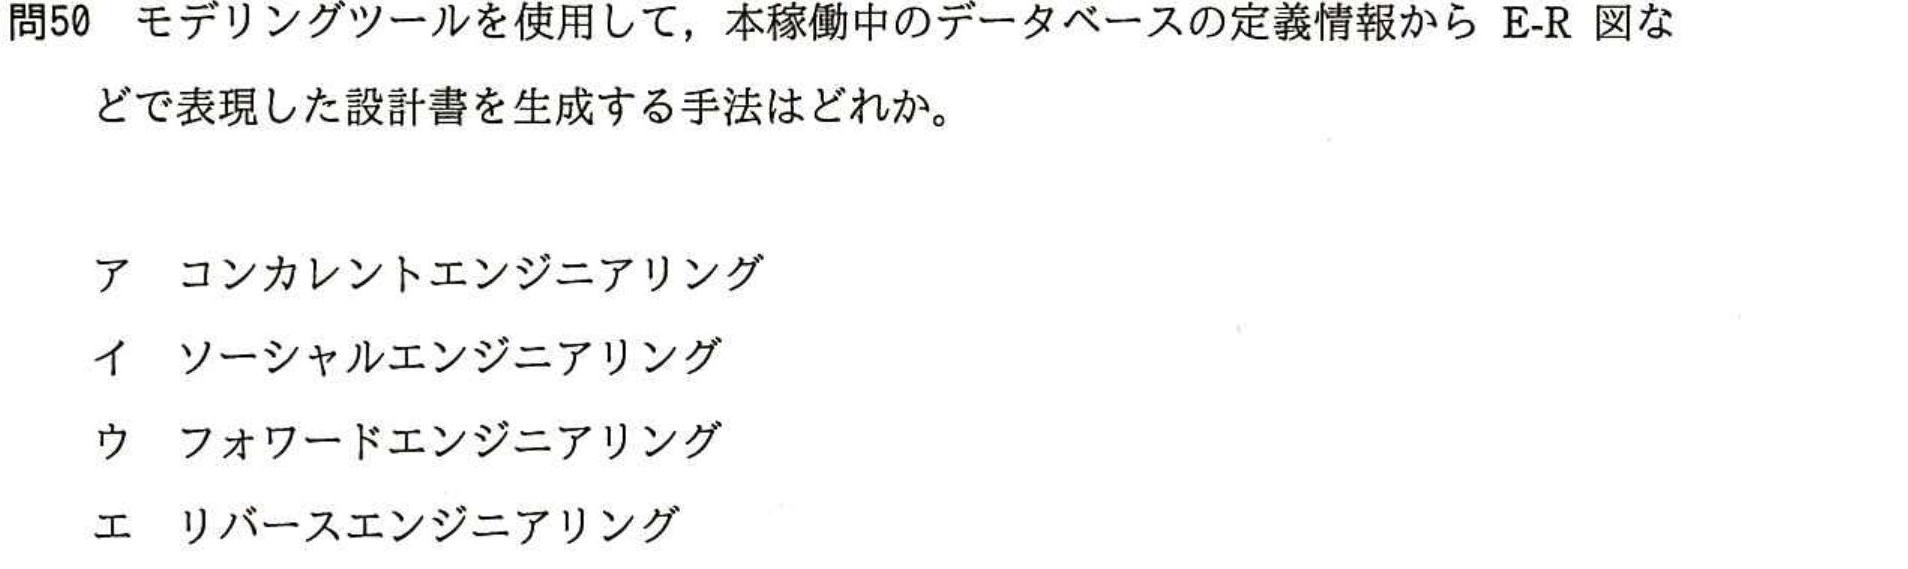 問50　モデリングツールを使用して，本稼働中のデータベースの定義情報から E-R 図な
どで表現した設計書を生成する手法はどれか。
ア　コンカレントエンジニアリング
イ　ソーシャルエンジニアリング
ウ　フォワードエンジニアリング
エ　リバースエンジニアリング